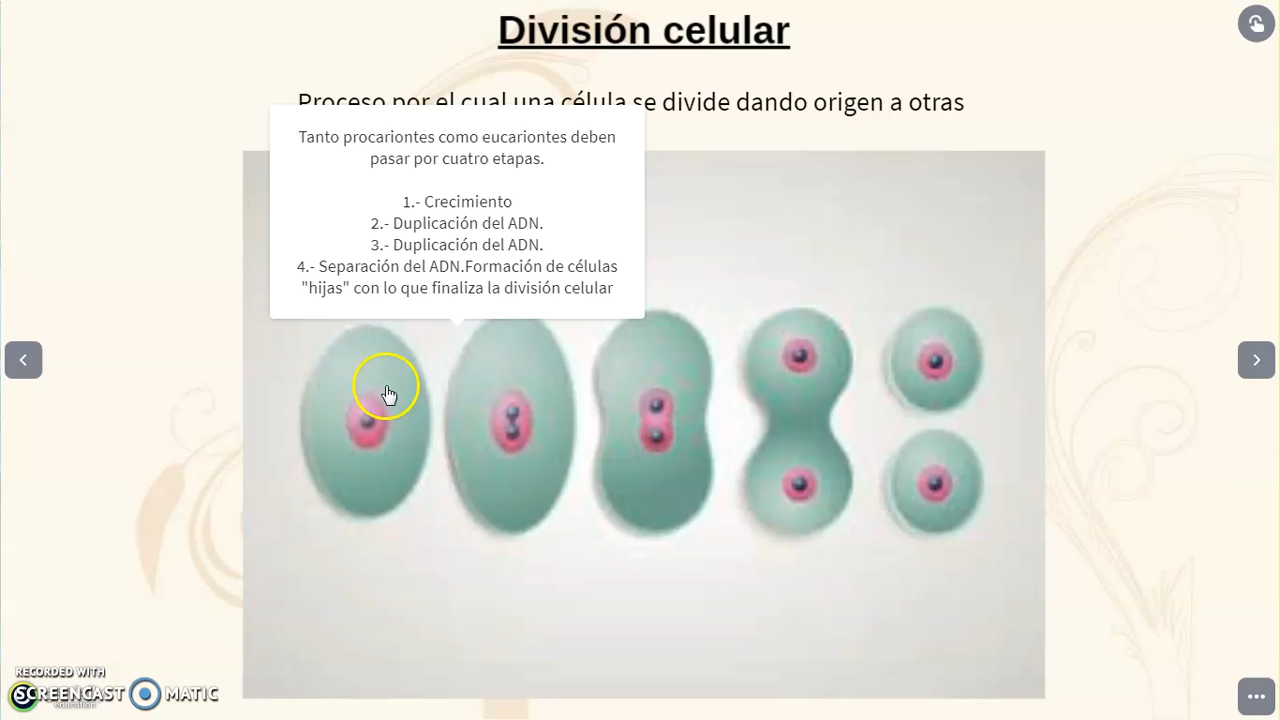 División celular
Proceso por el cual una célula se divide dando origen a otras
Tanto procariontes como eucariontes deben
pasar por cuatro etapas.
1.- Crecimiento
2.- Duplicación del ADN.
3.- Duplicación del ADN.
4.- Separación del ADN.Formación de células
"hijas" con lo que finaliza la división celular
RECORDED WITH
SCREENCAST MATIC
education